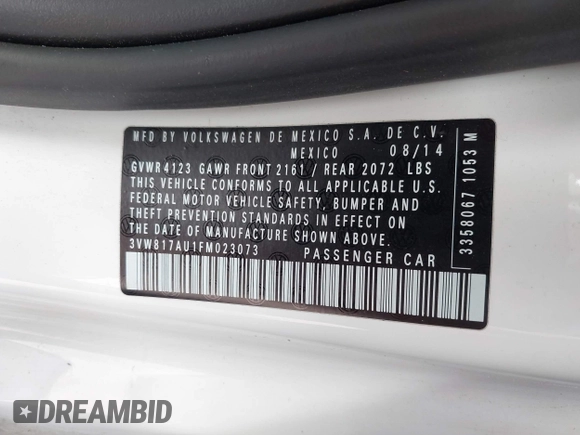 MFD BY VOLKSWAGEN DE MEXICO S.A. DE C.V.
MEXICO 08/14
GVWR 4123 GAWR FRONT 2161 / REAR 2072 LBS
THIS VEHICLE CONFORMS TO ALL APPLICABLE U.S.
FEDERAL MOTOR VEHICLE SAFETY, BUMPER AND
THEFT PREVENTION STANDARDS IN EFFECT ON
THE DATE OF MANUFACTURE SHOWN ABOVE.
3VW817AU1FM023073 PASSENGER CAR
3358067 1053 M
DREAMBID